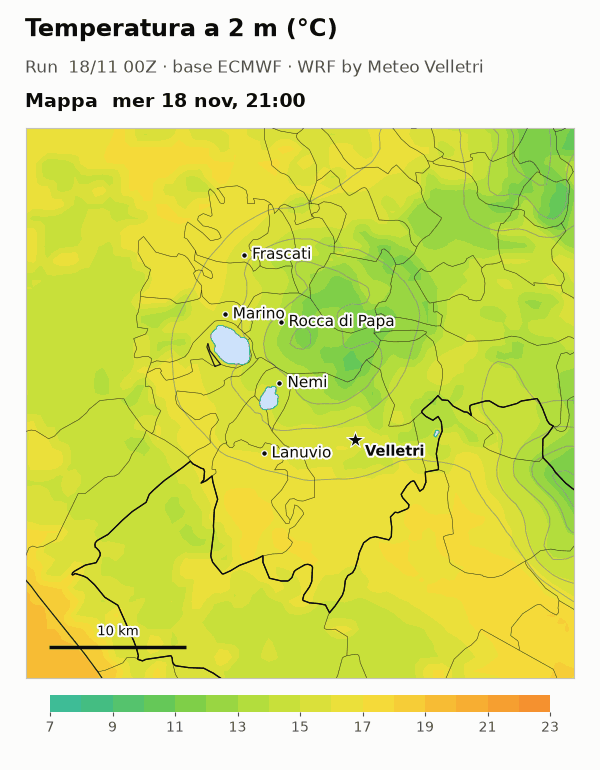 Temperatura a 2 m (°C)
Run  18/11 00Z · base ECMWF · WRF by Meteo Velletri
Mappa  mer 18 nov, 21:00
Frascati
Marino
Rocca di Papa
Nemi
Velletri
Lanuvio
10 km
7 9 11 13 15 17 19 21 23